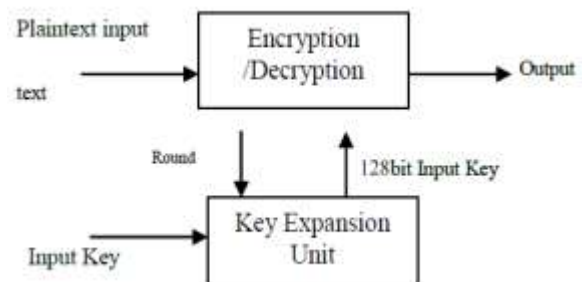 Plaintext input
text
Encryption
/Decryption
Output
Round
128bit Input Key
Input Key
Key Expansion
Unit